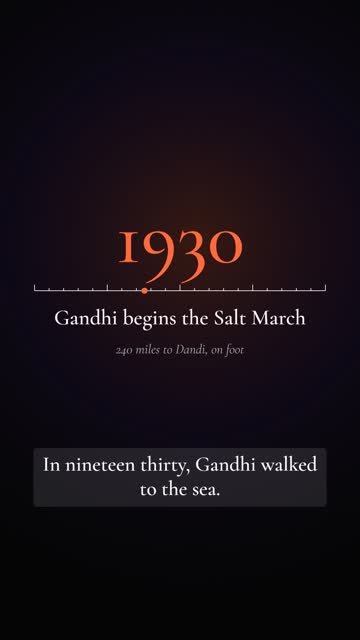 1930
Gandhi begins the Salt March
240 miles to Dandi, on foot
In nineteen thirty, Gandhi walked
to the sea.